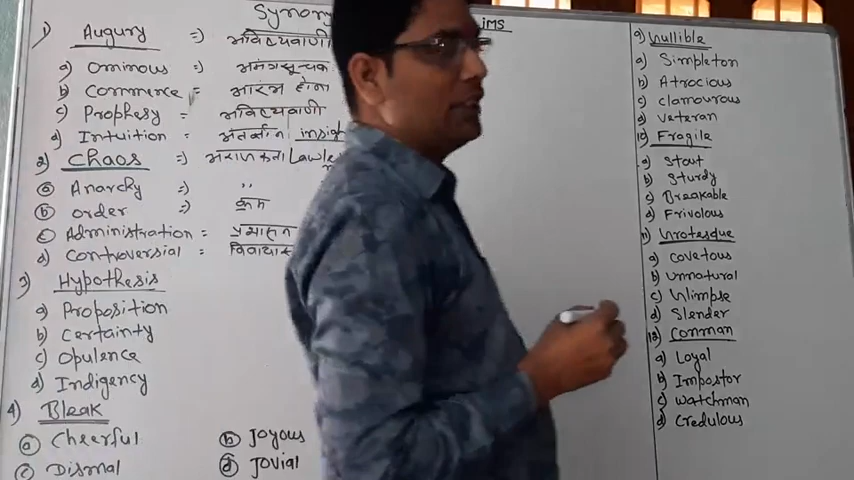 Synony
iMS
1) Augury => भविष्यवाणी
a) Ominous => अमंगलसूचक
b) Commerce = आरंभ होना
c) Prophesy = भविष्यवाणी
d) Intuition = अंतर्ज्ञान insigh
2) Chaos => अराजकता Lawle
a) Anarchy => ,,
b) order => क्रम
c) Administration = प्रशासन
d) Controversial = विवादास
3) Hypothesis
a) Proposition
b) Certainty
c) Opulence
d) Indigency
4) Bleak
a) Cheerful b) Joyous
c) Dismal d) Jovial
9) Gullible
a) Simpleton
b) Atrocious
c) clamourous
d) veteran
10) Fragile
a) Stout
b) Sturdy
c) Breakable
d) Frivolous
11) Grotesque
a) Covetous
b) Unnatural
c) Glimpse
d) Slender
12) Conman
a) Loyal
b) Impostor
c) Watchman
d) Credulous